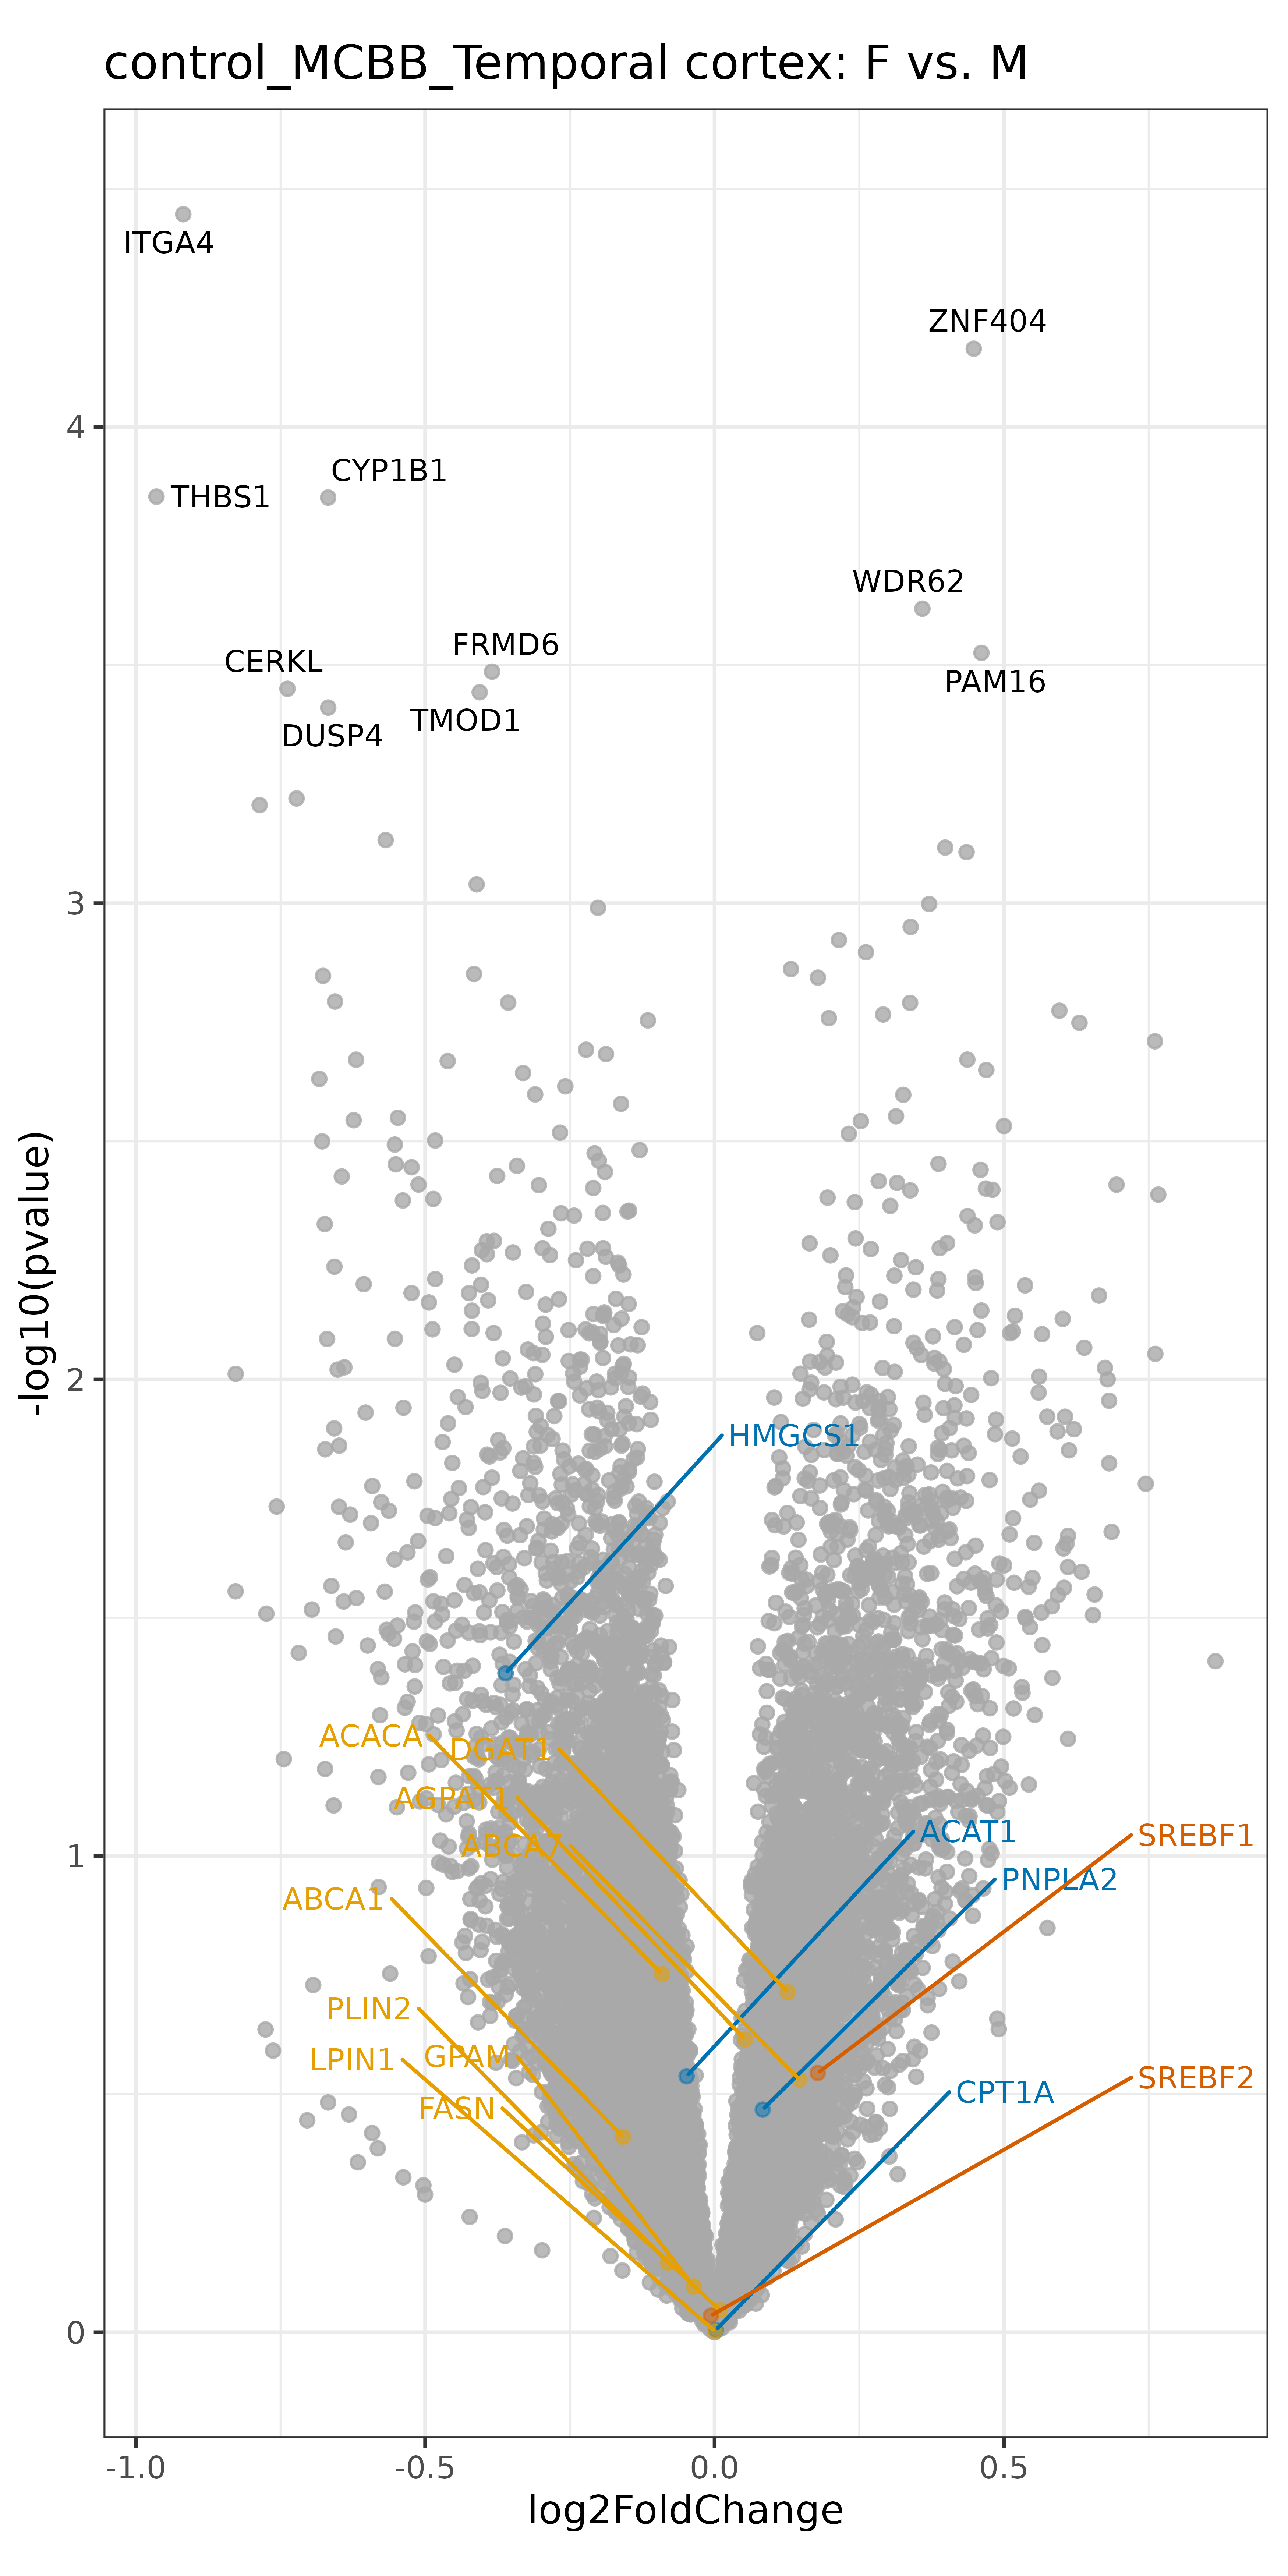 control_MCBB_Temporal cortex: F vs. M
ITGA4
ZNF404
4
CYP1B1
THBS1
WDR62
FRMD6
CERKL
PAM16
TMOD1
DUSP4
3
-log10(pvalue)
2
HMGCS1
ACACA
DGAT1
AGPAT1
ACAT1
SREBF1
ABCA7
1
PNPLA2
ABCA1
PLIN2
GPAM
LPIN1
SREBF2
CPT1A
FASN
0
-1.0
-0.5
0.0
0.5
log2FoldChange